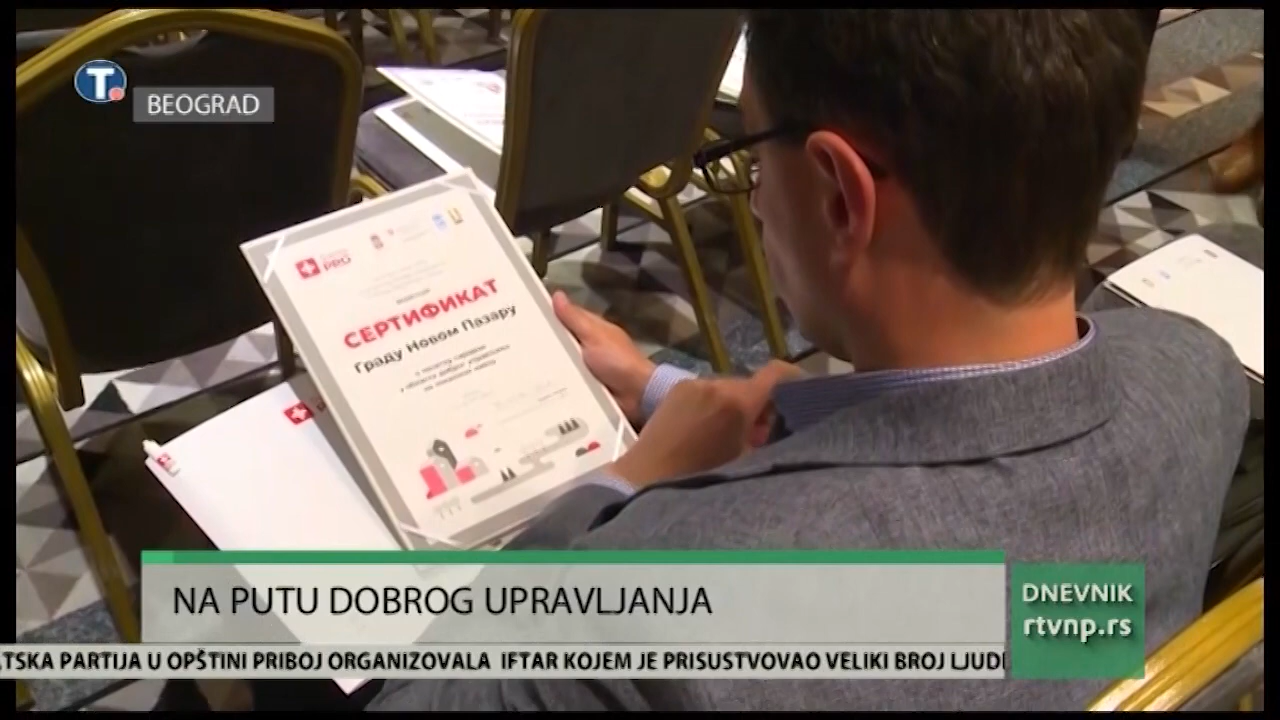 T
BEOGRAD
PRO
СЕРТИФИКАТ
Граду Новом Пазару
NA PUTU DOBROG UPRAVLJANJA
DNEVNIK
rtvnp.rs
TSKA PARTIJA U OPŠTINI PRIBOJ ORGANIZOVALA IFTAR KOJEM JE PRISUSTVOVAO VELIKI BROJ LJUDI